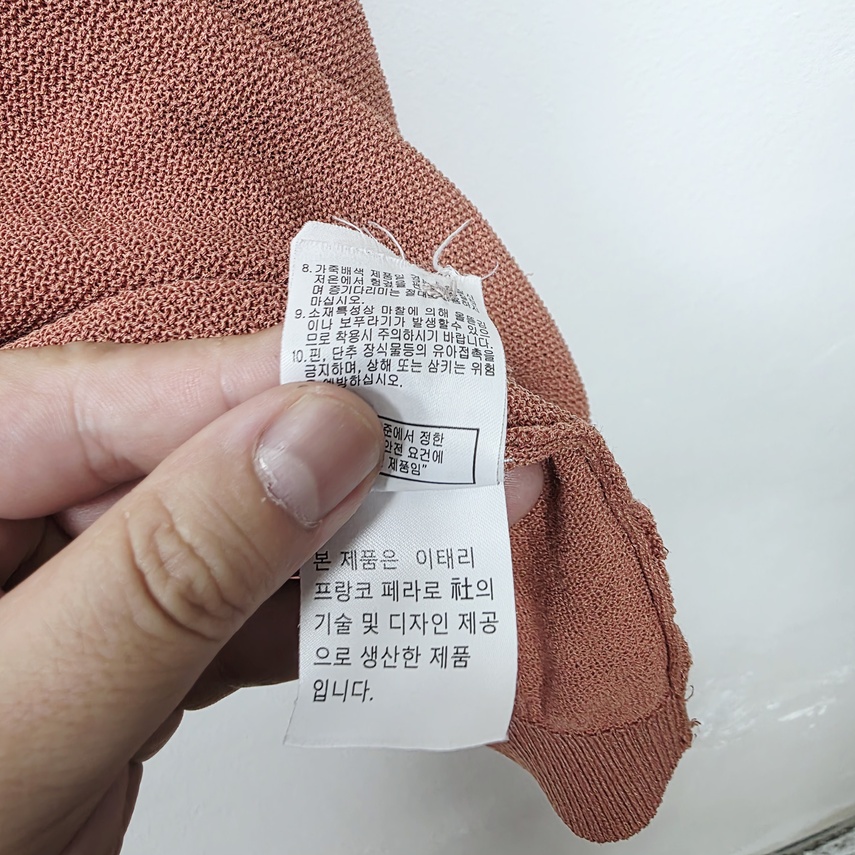 8. 가죽배색 제품은
저온에서
며 증기다리미는 절대
마십시오.
9. 소재특성상 마찰에 의해 올
이나 보푸라기가 발생할수 있으
므로 착용시 주의하시기 바랍니다.
10. 핀, 단추 장식물등의 유아접촉을
금지하며, 상해 또는 삼키는 위험
예방하십시오.
준에서 정한
안전 요건에
제품임"
본 제품은 이태리
프랑코 페라로 社의
기술 및 디자인 제공
으로 생산한 제품
입니다.